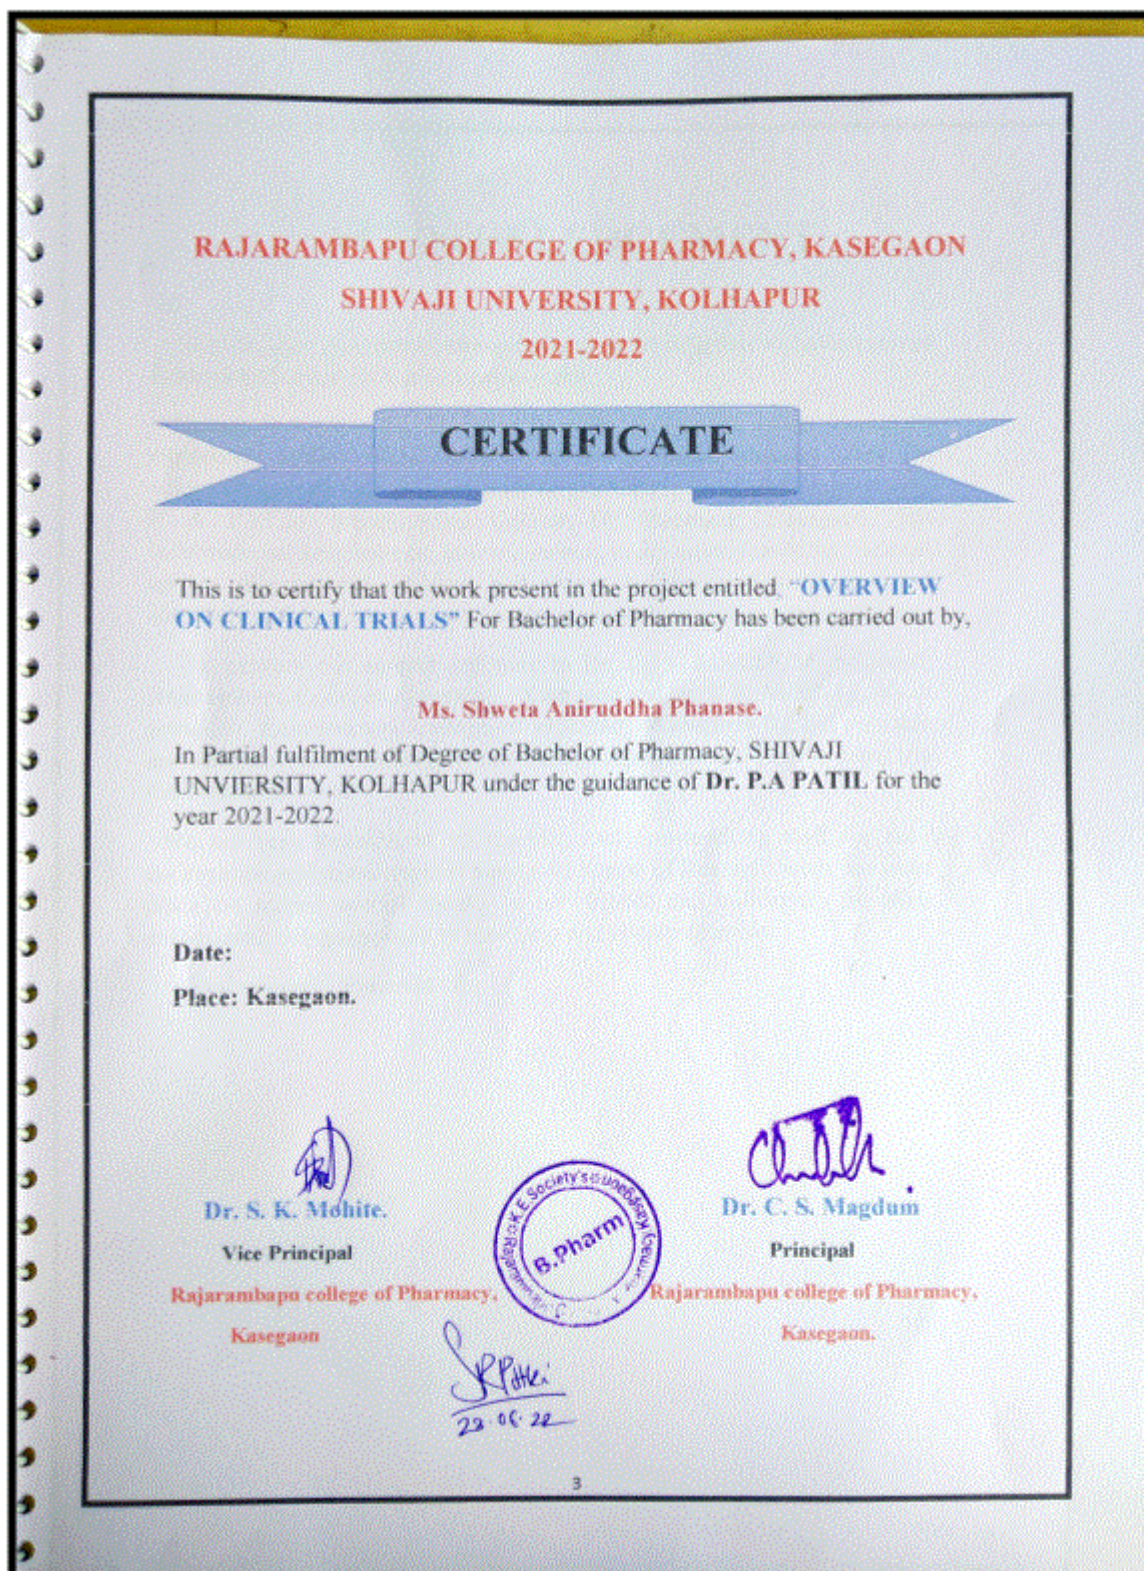 RAJARAMBAPU COLLEGE OF PHARMACY, KASEGAON
SHIVAJI UNIVERSITY, KOLHAPUR
2021-2022
CERTIFICATE
This is to certify that the work present in the project entitled, “OVERVIEW
ON CLINICAL TRIALS” For Bachelor of Pharmacy has been carried out by,
Ms. Shweta Aniruddha Phanase.
In Partial fulfilment of Degree of Bachelor of Pharmacy, SHIVAJI
UNVIERSITY, KOLHAPUR under the guidance of Dr. P.A PATIL for the
year 2021-2022.
Date:
Place: Kasegaon.
Dr. S. K. Mohite.
Vice Principal
Rajarambapu college of Pharmacy,
Kasegaon
K.E.Society's
B.Pharm
Dr. C. S. Magdum
Principal
Rajarambapu college of Pharmacy,
Kasegaon.
3